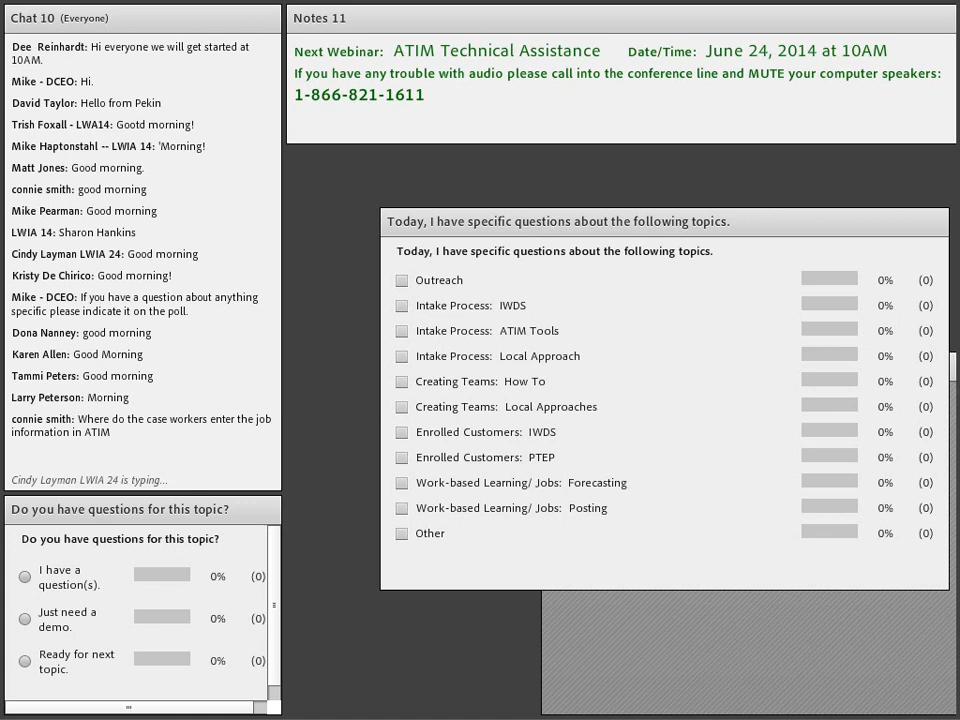 Chat 10 (Everyone)
Dee Reinhardt: Hi everyone we will get started at
10AM.
Mike - DCEO: Hi.
David Taylor: Hello from Pekin
Trish Foxall - LWA14: Gootd morning!
Mike Haptonstahl -- LWIA 14: 'Morning!
Matt Jones: Good morning.
connie smith: good morning
Mike Pearman: Good morning
LWIA 14: Sharon Hankins
Cindy Layman LWIA 24: Good morning
Kristy De Chirico: Good morning!
Mike - DCEO: If you have a question about anything
specific please indicate it on the poll.
Dona Nanney: good morning
Karen Allen: Good Morning
Tammi Peters: Good morning
Larry Peterson: Morning
connie smith: Where do the case workers enter the job
information in ATIM
Cindy Layman LWIA 24 is typing...
Do you have questions for this topic?
Do you have questions for this topic?
I have a
question(s). 0% (0)
Just need a
demo. 0% (0)
Ready for next
topic. 0% (0)
Notes 11
Next Webinar: ATIM Technical Assistance Date/Time: June 24, 2014 at 10AM
If you have any trouble with audio please call into the conference line and MUTE your computer speakers:
1-866-821-1611
Today, I have specific questions about the following topics.
Today, I have specific questions about the following topics.
Outreach 0% (0)
Intake Process: IWDS 0% (0)
Intake Process: ATIM Tools 0% (0)
Intake Process: Local Approach 0% (0)
Creating Teams: How To 0% (0)
Creating Teams: Local Approaches 0% (0)
Enrolled Customers: IWDS 0% (0)
Enrolled Customers: PTEP 0% (0)
Work-based Learning/ Jobs: Forecasting 0% (0)
Work-based Learning/ Jobs: Posting 0% (0)
Other 0% (0)